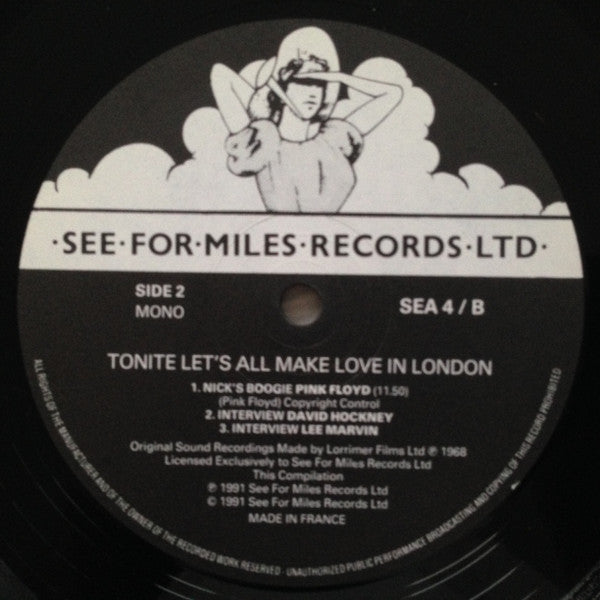 ·SEE·FOR·MILES·RECORDS·LTD·
SIDE 2
MONO
SEA 4 / B
TONITE LET'S ALL MAKE LOVE IN LONDON
1. NICK'S BOOGIE PINK FLOYD (11.50)
(Pink Floyd) Copyright Control
2. INTERVIEW DAVID HOCKNEY
3. INTERVIEW LEE MARVIN
Original Sound Recordings Made by Lorrimer Films Ltd ℗ 1968
Licensed Exclusively to See For Miles Records Ltd
This Compilation
℗ 1991 See For Miles Records Ltd
© 1991 See For Miles Records Ltd
MADE IN FRANCE
ALL RIGHTS OF THE MANUFACTURER AND OF THE OWNER OF THE RECORDED WORK RESERVED · UNAUTHORIZED PUBLIC PERFORMANCE BROADCASTING AND COPYING OF THIS RECORD PROHIBITED